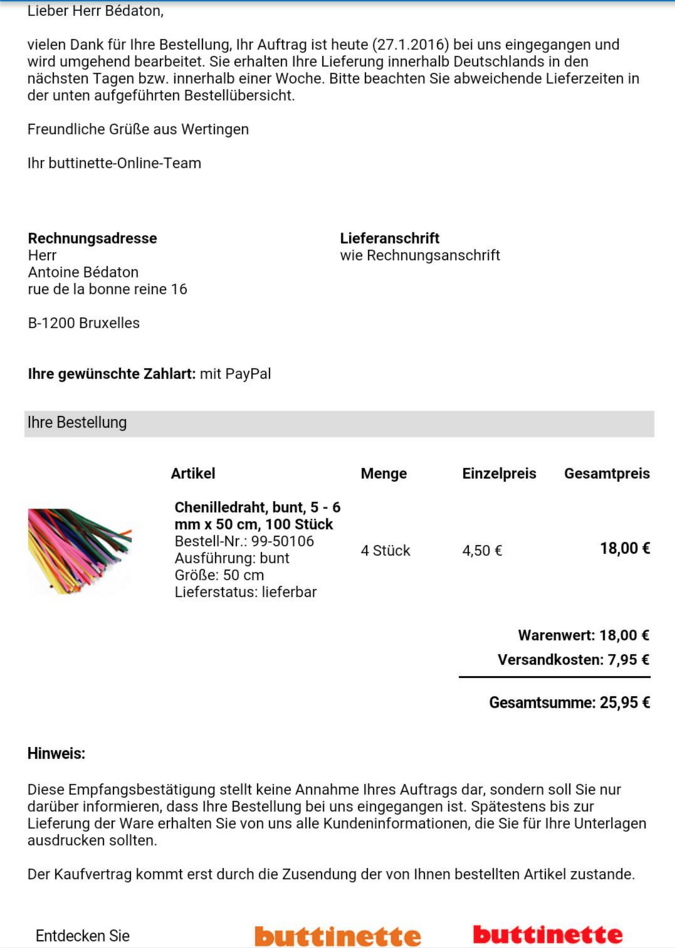 Lieber Herr Bédaton,
vielen Dank für Ihre Bestellung, Ihr Auftrag ist heute (27.1.2016) bei uns eingegangen und
wird umgehend bearbeitet. Sie erhalten Ihre Lieferung innerhalb Deutschlands in den
nächsten Tagen bzw. innerhalb einer Woche. Bitte beachten Sie abweichende Lieferzeiten in
der unten aufgeführten Bestellübersicht.
Freundliche Grüße aus Wertingen
Ihr buttinette-Online-Team
Rechnungsadresse
Herr
Antoine Bédaton
rue de la bonne reine 16
B-1200 Bruxelles
Lieferanschrift
wie Rechnungsanschrift
Ihre gewünschte Zahlart: mit PayPal
Ihre Bestellung
Artikel Menge Einzelpreis Gesamtpreis
Chenilledraht, bunt, 5 - 6
mm x 50 cm, 100 Stück
Bestell-Nr.: 99-50106
Ausführung: bunt
Größe: 50 cm
Lieferstatus: lieferbar
4 Stück 4,50 € 18,00 €
Warenwert: 18,00 €
Versandkosten: 7,95 €
Gesamtsumme: 25,95 €
Hinweis:
Diese Empfangsbestätigung stellt keine Annahme Ihres Auftrags dar, sondern soll Sie nur
darüber informieren, dass Ihre Bestellung bei uns eingegangen ist. Spätestens bis zur
Lieferung der Ware erhalten Sie von uns alle Kundeninformationen, die Sie für Ihre Unterlagen
ausdrucken sollten.
Der Kaufvertrag kommt erst durch die Zusendung der von Ihnen bestellten Artikel zustande.
Entdecken Sie buttinette buttinette